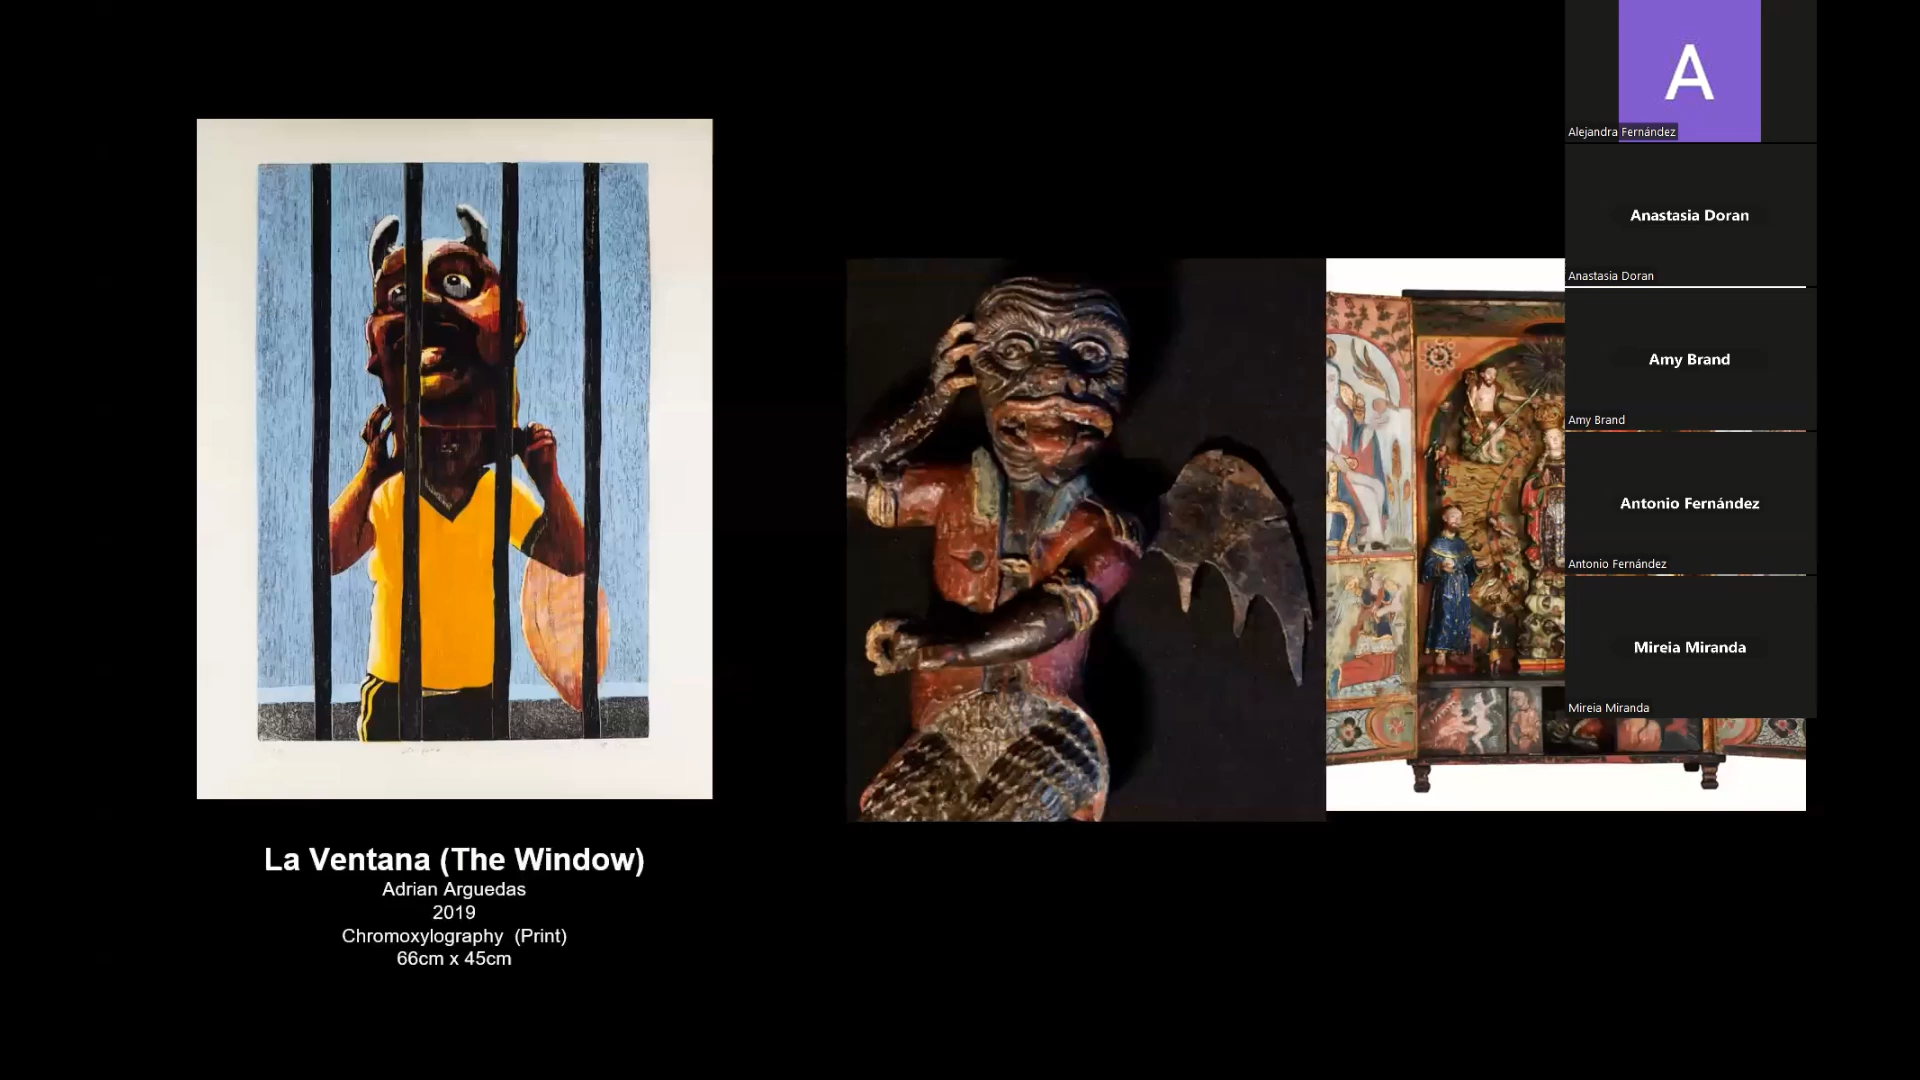 A
Alejandra Fernández
Anastasia Doran
Anastasia Doran
Amy Brand
Amy Brand
Antonio Fernández
Antonio Fernández
Mireia Miranda
Mireia Miranda
La Ventana (The Window)
Adrian Arguedas
2019
Chromoxylography (Print)
66cm x 45cm